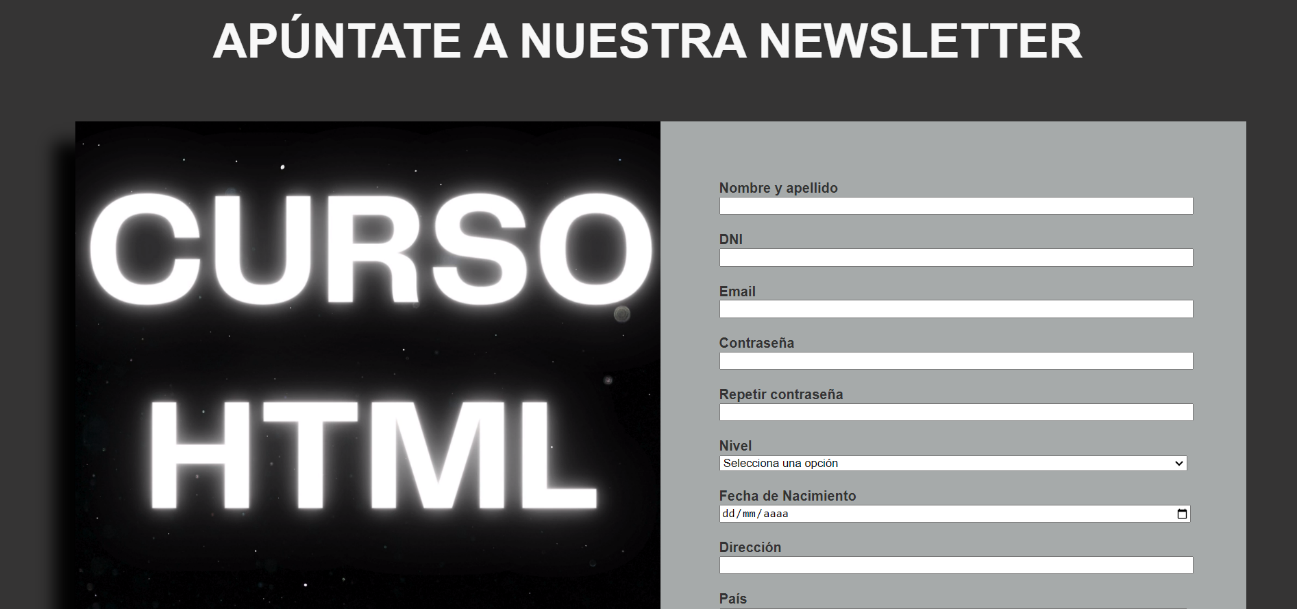 APÚNTATE A NUESTRA NEWSLETTER
CURSO
HTML
Nombre y apellido
DNI
Email
Contraseña
Repetir contraseña
Nivel
Selecciona una opción
Fecha de Nacimiento
dd/mm/aaaa
Dirección
País